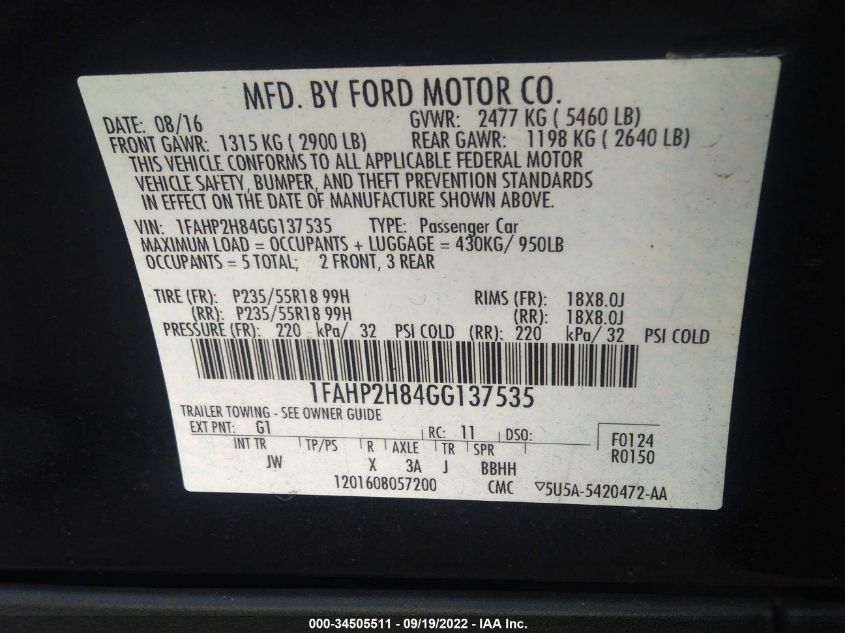 MFD. BY FORD MOTOR CO.
DATE: 08/16 GVWR: 2477 KG ( 5460 LB)
FRONT GAWR: 1315 KG ( 2900 LB) REAR GAWR: 1198 KG ( 2640 LB)
THIS VEHICLE CONFORMS TO ALL APPLICABLE FEDERAL MOTOR
VEHICLE SAFETY, BUMPER, AND THEFT PREVENTION STANDARDS
IN EFFECT ON THE DATE OF MANUFACTURE SHOWN ABOVE.
VIN: 1FAHP2H84GG137535 TYPE: Passenger Car
MAXIMUM LOAD = OCCUPANTS + LUGGAGE = 430KG/ 950LB
OCCUPANTS = 5 TOTAL; 2 FRONT, 3 REAR
TIRE (FR): P235/55R18 99H RIMS (FR): 18X8.0J
(RR): P235/55R18 99H (RR): 18X8.0J
PRESSURE (FR): 220 kPa/ 32 PSI COLD (RR): 220 kPa/ 32 PSI COLD
1FAHP2H84GG137535
TRAILER TOWING - SEE OWNER GUIDE
EXT PNT: G1 RC: 11 DSO: F0124
INT TR TP/PS R AXLE TR SPR R0150
JW X 3A J BBHH
1201608057200 CMC ▽5U5A-5420472-AA
000-34505511 - 09/19/2022 - IAA Inc.